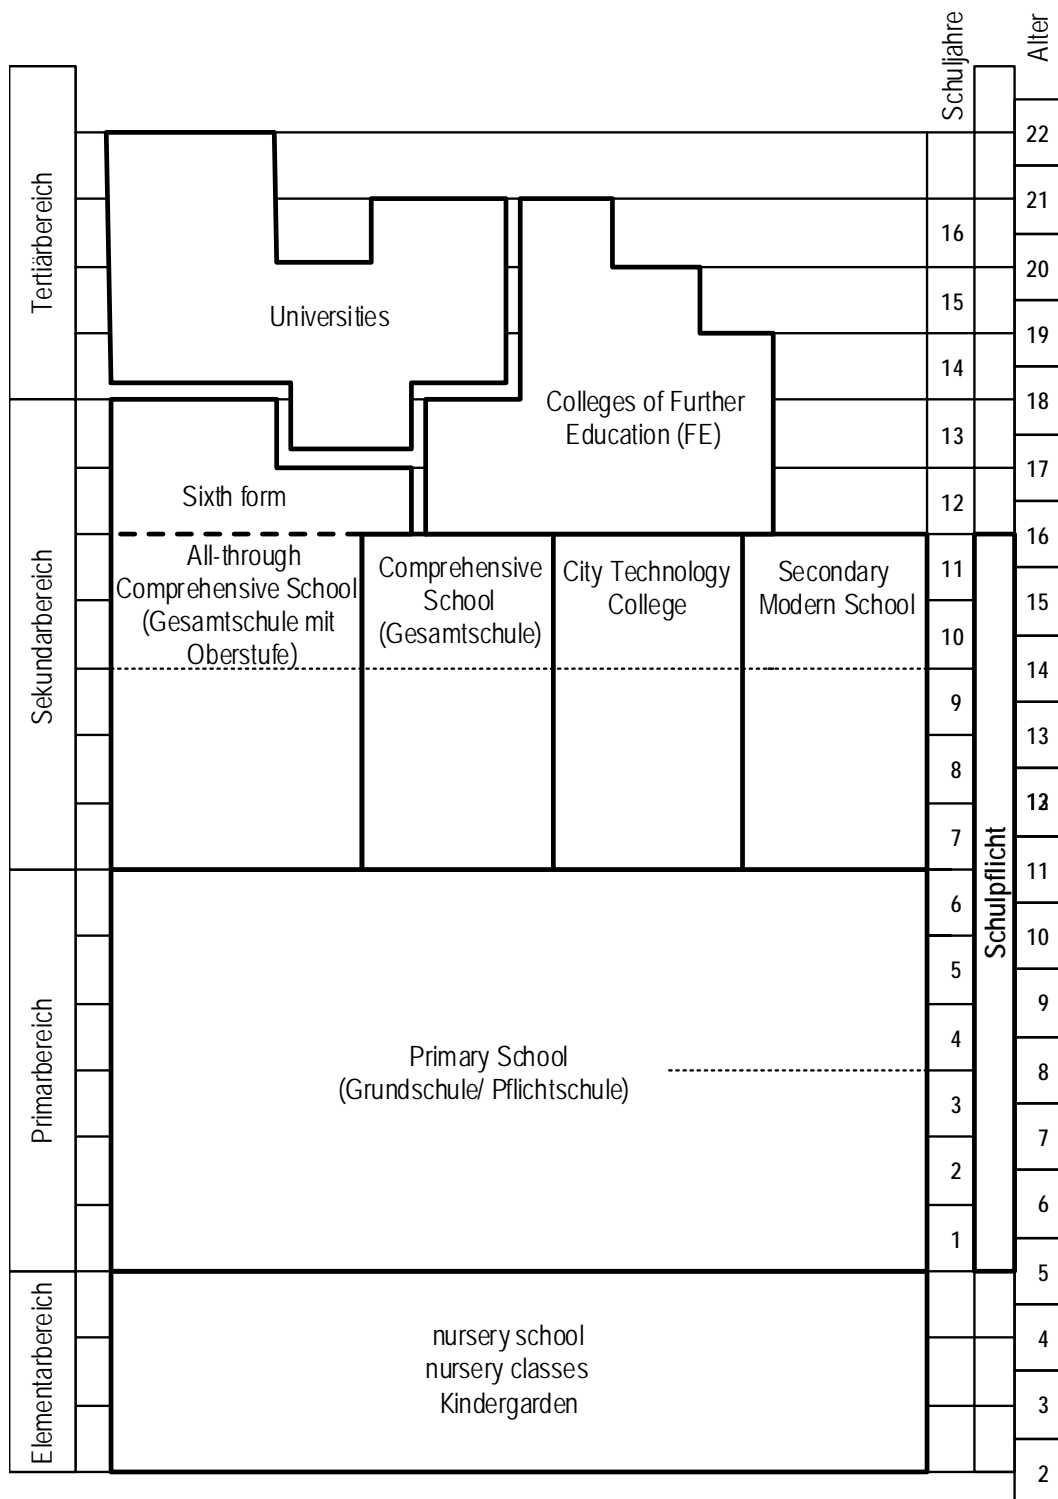 Schuljahre
Alter
Tertiärbereich
Sekundarbereich
Primarbereich
Elementarbereich
Universities
Colleges of Further
Education (FE)
Sixth form
All-through
Comprehensive School
(Gesamtschule mit
Oberstufe)
Comprehensive
School
(Gesamtschule)
City Technology
College
Secondary
Modern School
Primary School
(Grundschule/ Pflichtschule)
nursery school
nursery classes
Kindergarden
16
15
14
13
12
11
10
9
8
7
6
5
4
3
2
1
Schulpflicht
22
21
20
19
18
17
16
15
14
13
11
10
9
8
7
6
5
4
3
2